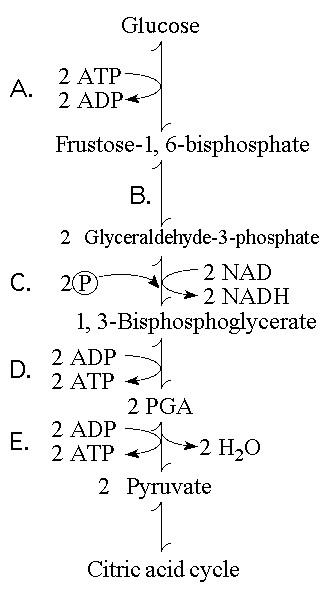 Glucose
A. 2 ATP
2 ADP
Frustose-1, 6-bisphosphate
B.
2 Glyceraldehyde-3-phosphate
C. 2 P 2 NAD
2 NADH
1, 3-Bisphosphoglycerate
D. 2 ADP
2 ATP
2 PGA
E. 2 ADP
2 ATP 2 H₂O
2 Pyruvate
Citric acid cycle